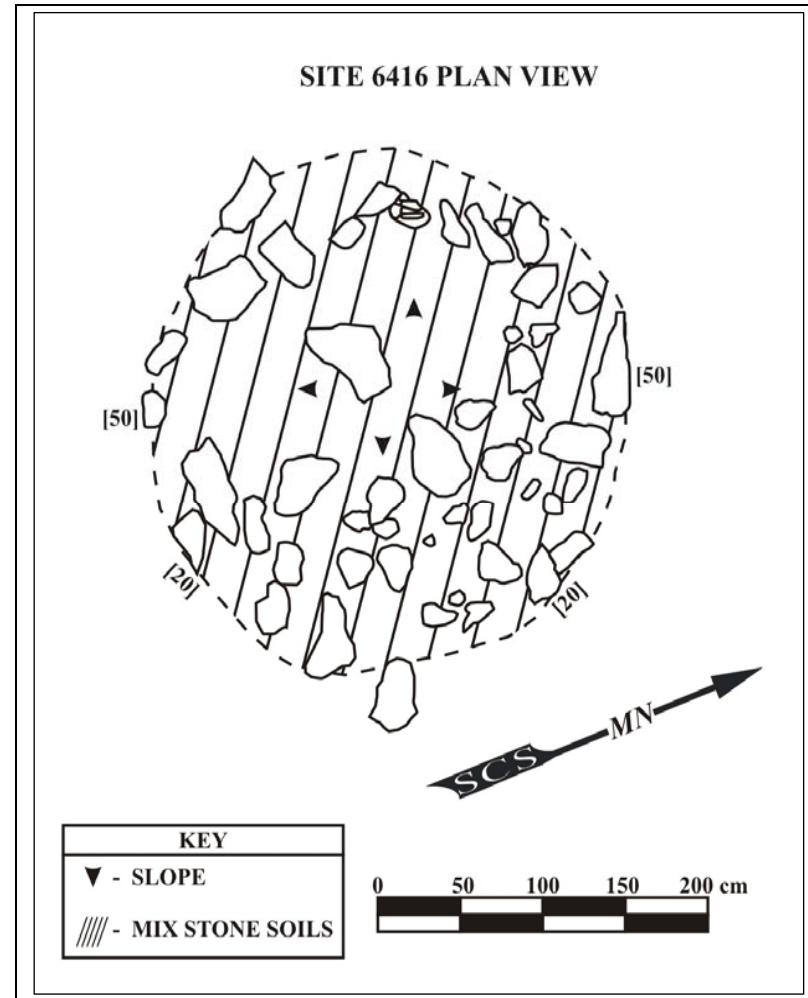 SITE 6416 PLAN VIEW
[50]
[50]
[20]
[20]
MN
SCS
KEY
- SLOPE
- MIX STONE SOILS
0 50 100 150 200 cm